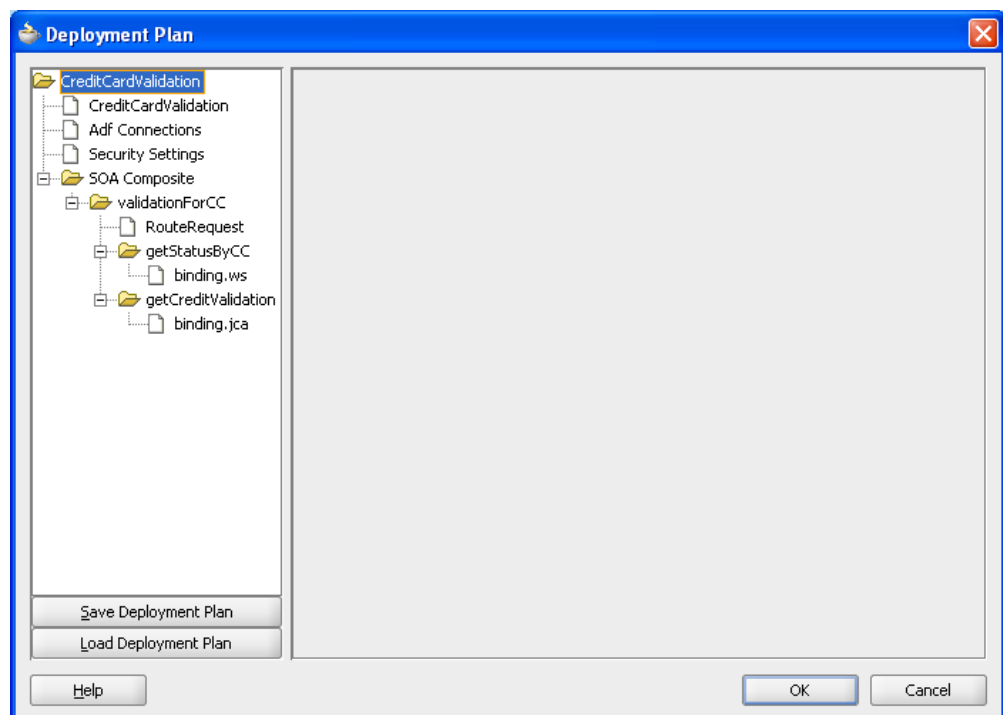 Deployment Plan
CreditCardValidation
CreditCardValidation
Adf Connections
Security Settings
SOA Composite
validationForCC
RouteRequest
getStatusByCC
binding.ws
getCreditValidation
binding.jca
Save Deployment Plan
Load Deployment Plan
Help
OK
Cancel